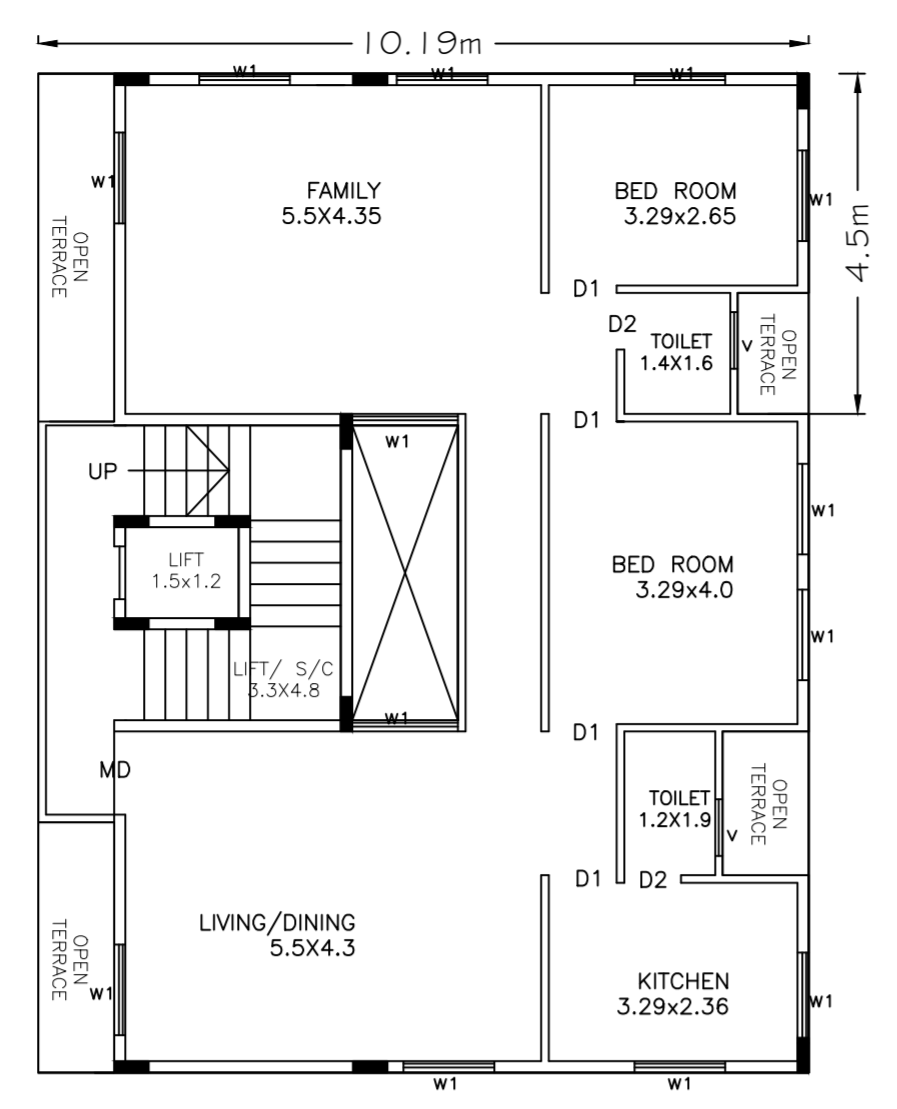 10.19m
W1
W1
W1
W1
FAMILY
5.5X4.35
BED ROOM
3.29x2.65
W1
4.5m
OPEN
TERRACE
D1
D2
TOILET
1.4X1.6
V
OPEN
TERRACE
D1
W1
UP
W1
LIFT
1.5x1.2
BED ROOM
3.29x4.0
W1
LIFT/ S/C
3.3X4.8
W1
D1
MD
TOILET
1.2X1.9
V
OPEN
TERRACE
D1
D2
LIVING/DINING
5.5X4.3
OPEN
TERRACE
W1
KITCHEN
3.29x2.36
W1
W1
W1